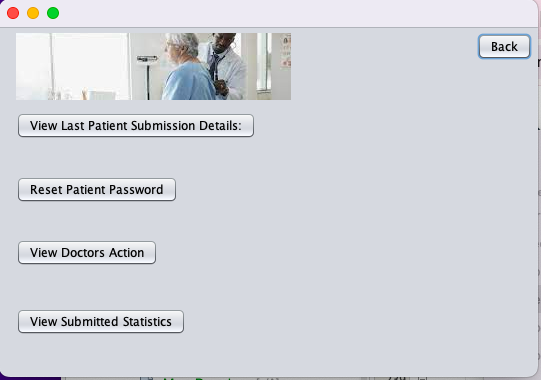 Back
View Last Patient Submission Details:
Reset Patient Password
View Doctors Action
View Submitted Statistics